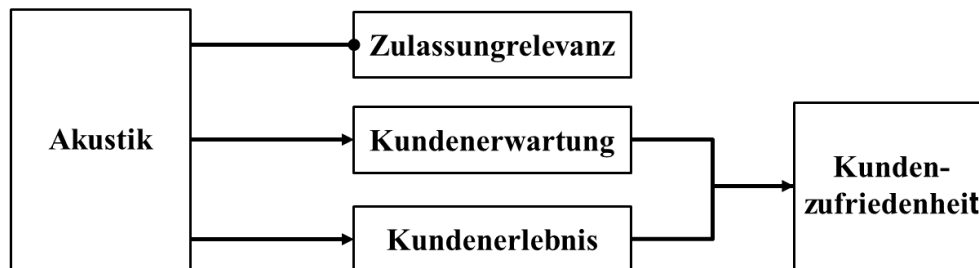 Zulassungrelevanz
Akustik
Kundenerwartung
Kunden-
zufriedenheit
Kundenerlebnis